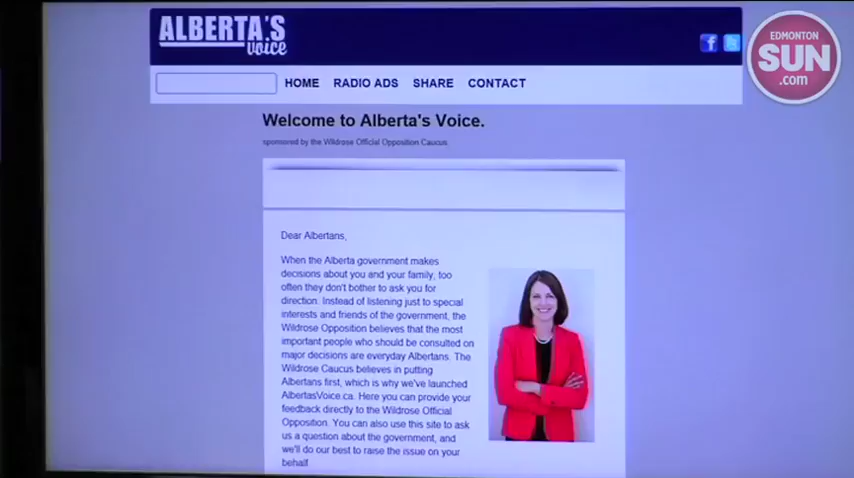 ALBERTA'S
voice
EDMONTON
SUN
.com
HOME RADIO ADS SHARE CONTACT
Welcome to Alberta's Voice.
sponsored by the Wildrose Official Opposition Caucus.
Dear Albertans,
When the Alberta government makes
decisions about you and your family, too
often they don't bother to ask you for
direction. Instead of listening just to special
interests and friends of the government, the
Wildrose Opposition believes that the most
important people who should be consulted on
major decisions are everyday Albertans. The
Wildrose Caucus believes in putting
Albertans first, which is why we've launched
AlbertasVoice.ca. Here you can provide your
feedback directly to the Wildrose Official
Opposition. You can also use this site to ask
us a question about the government, and
we'll do our best to raise the issue on your
behalf